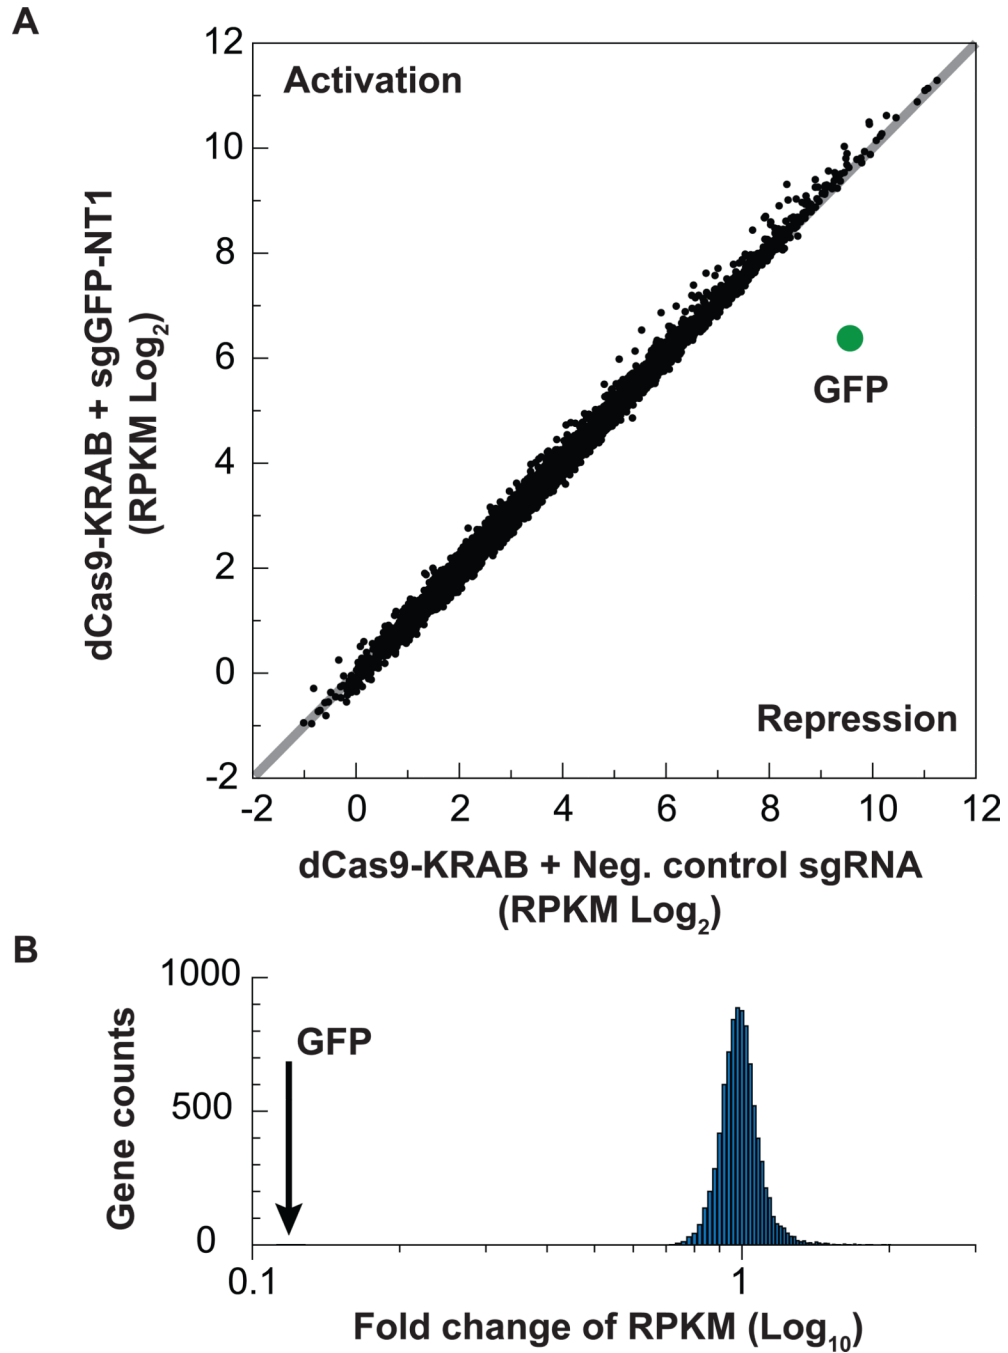 A
Activation
dCas9-KRAB + sgGFP-NT1
(RPKM Log2)
12
10
8
6
4
2
0
-2
GFP
Repression
-2 0 2 4 6 8 10 12
dCas9-KRAB + Neg. control sgRNA
(RPKM Log2)
B
Gene counts
1000
500
0
GFP
0.1 1
Fold change of RPKM (Log10)